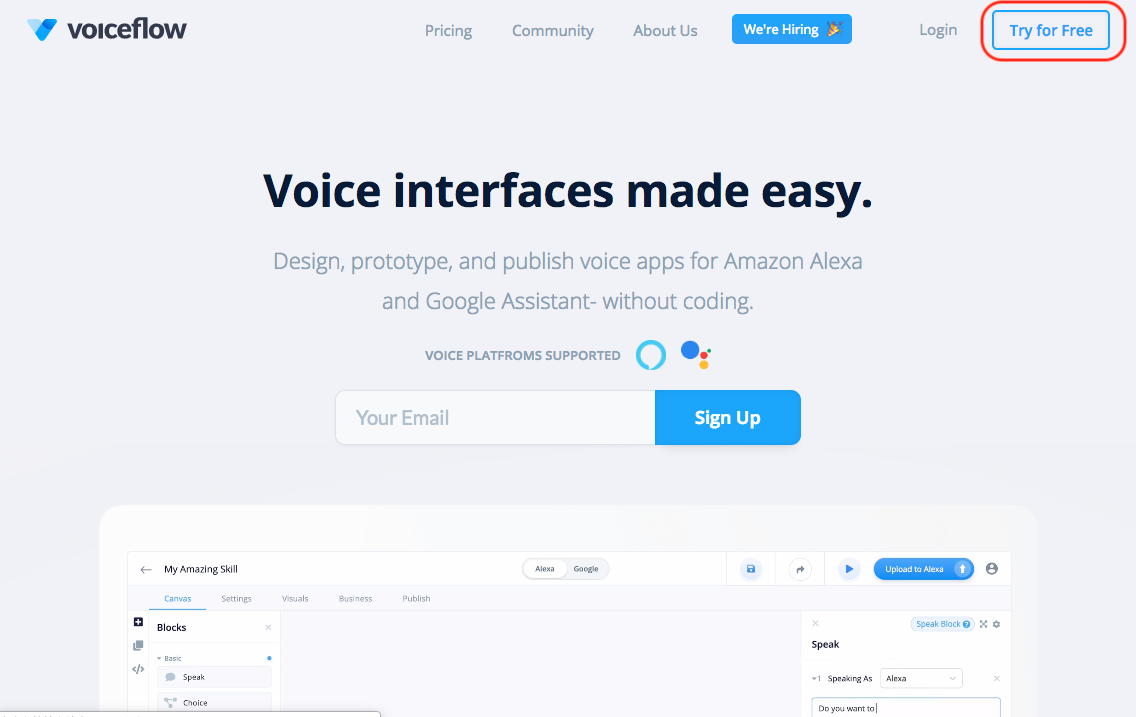 voiceflow
Pricing
Community
About Us
We're Hiring 🎉
Login
Try for Free
Voice interfaces made easy.
Design, prototype, and publish voice apps for Amazon Alexa
and Google Assistant- without coding.
VOICE PLATFROMS SUPPORTED
Your Email
Sign Up
My Amazing Skill
Alexa
Google
Upload to Alexa
Canvas
Settings
Visuals
Business
Publish
Blocks
Speak Block ?
Speak
Basic
Speak
1 Speaking As
Alexa
Choice
Do you want to